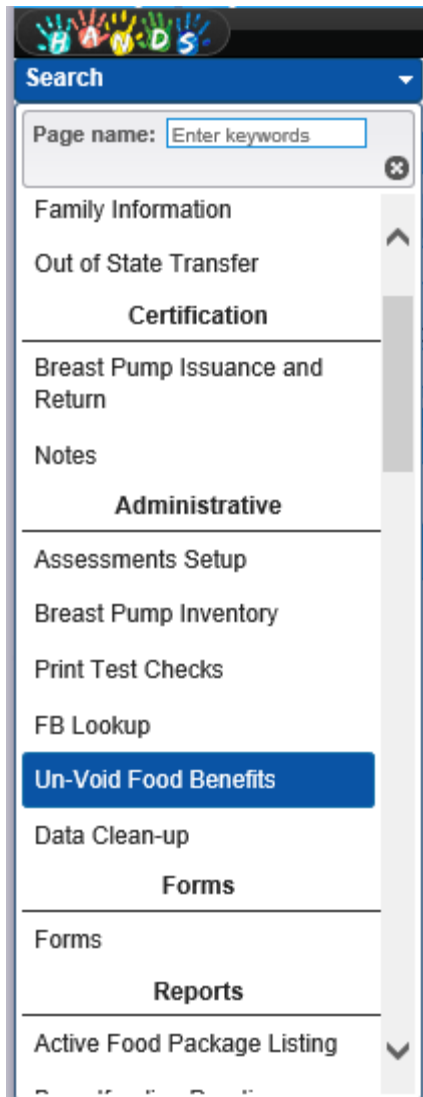 HANDS
Search
Page name: Enter keywords
Family Information
Out of State Transfer
Certification
Breast Pump Issuance and
Return
Notes
Administrative
Assessments Setup
Breast Pump Inventory
Print Test Checks
FB Lookup
Un-Void Food Benefits
Data Clean-up
Forms
Forms
Reports
Active Food Package Listing